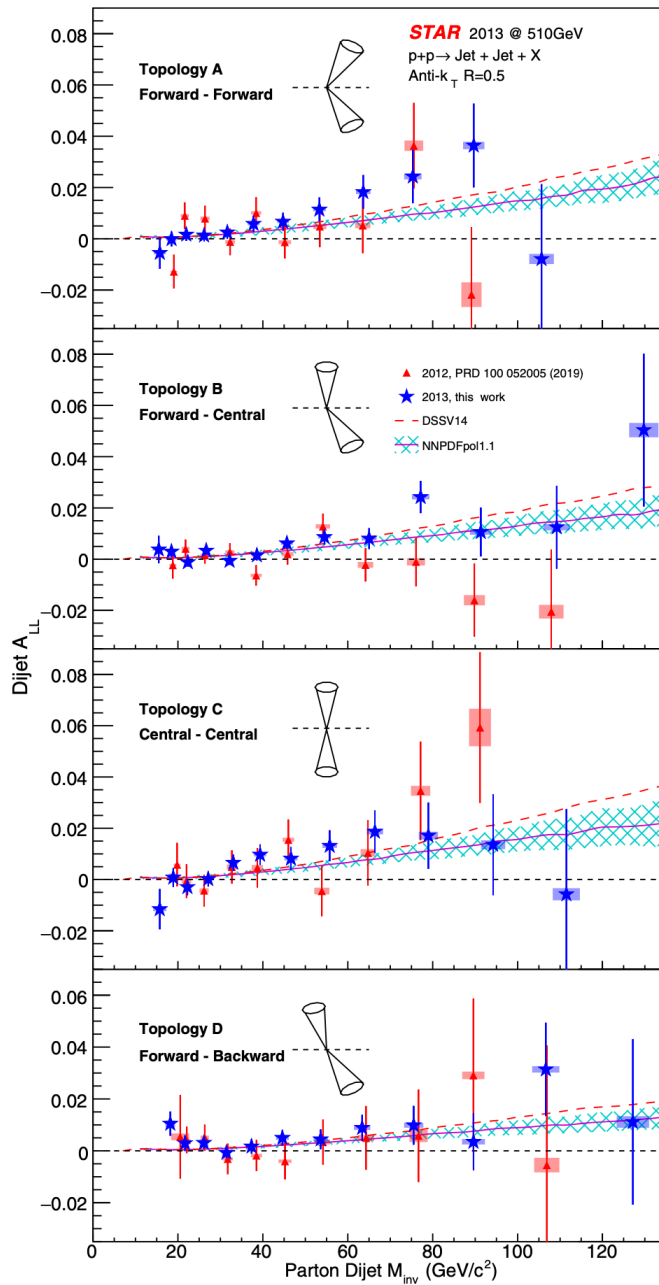 STAR 2013 @ 510GeV
p+p→ Jet + Jet + X
Anti-k_T R=0.5
Topology A
Forward - Forward
0.08
0.06
0.04
0.02
0
−0.02
Topology B
Forward - Central
2012, PRD 100 052005 (2019)
2013, this work
DSSV14
NNPDFpol1.1
0.08
0.06
0.04
0.02
0
−0.02
Dijet A_LL
Topology C
Central - Central
0.08
0.06
0.04
0.02
0
−0.02
Topology D
Forward - Backward
0.06
0.04
0.02
0
−0.02
0 20 40 60 80 100 120
Parton Dijet M_inv (GeV/c²)